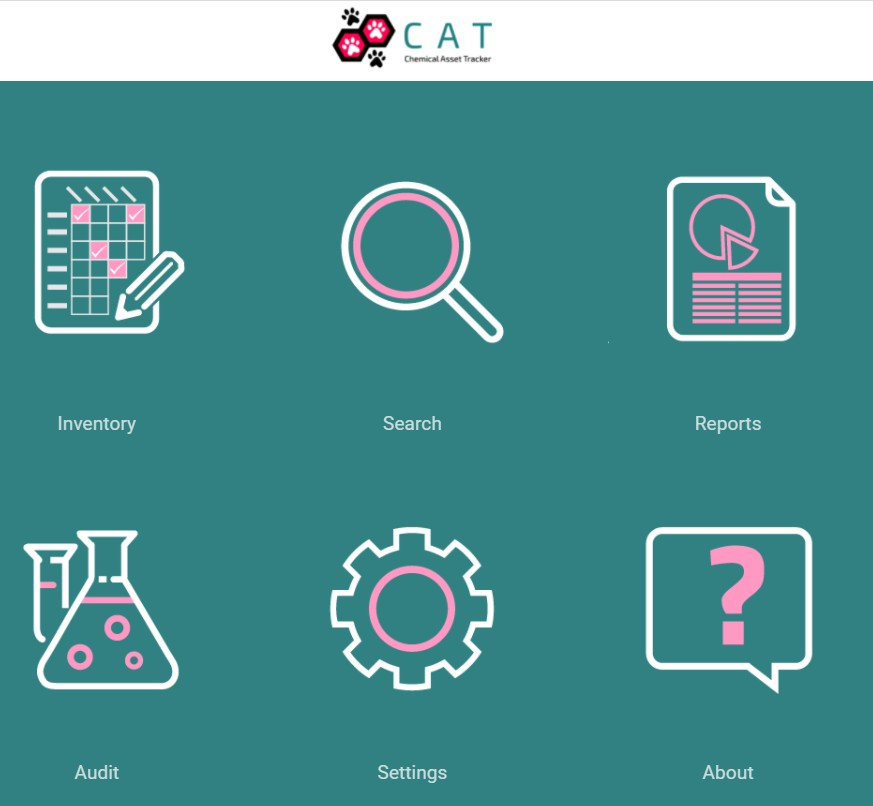 CAT
Chemical Asset Tracker
Inventory
Search
Reports
?
Audit
Settings
About